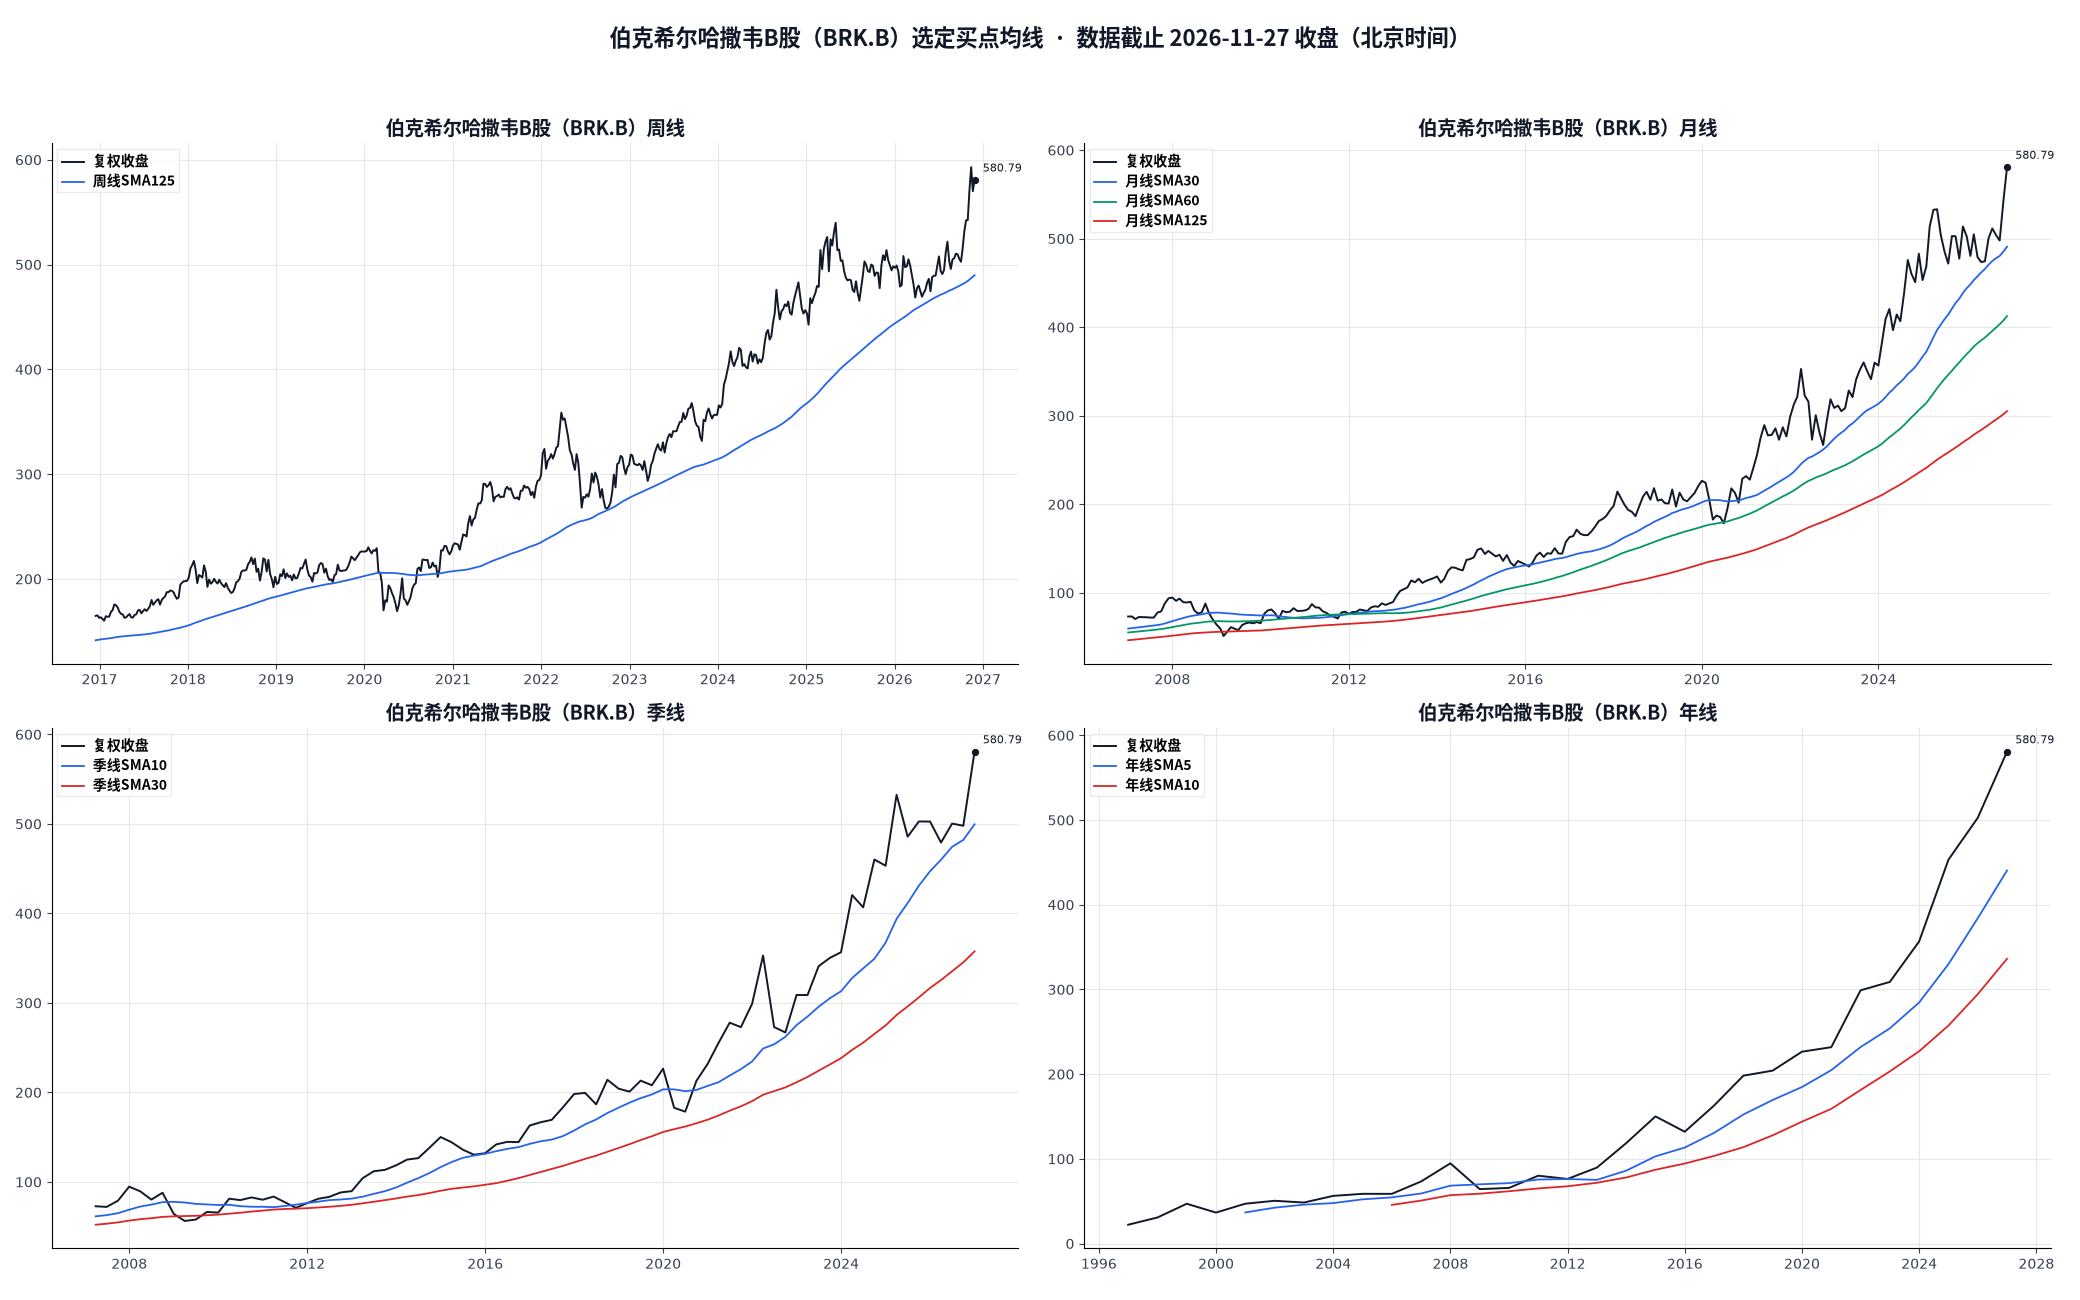 伯克希尔哈撒韦B股（BRK.B）选定买点均线 · 数据截止 2026-11-27 收盘（北京时间）
伯克希尔哈撒韦B股（BRK.B）周线
复权收盘
周线SMA125
580.79
600
500
400
300
200
2017 2018 2019 2020 2021 2022 2023 2024 2025 2026 2027
伯克希尔哈撒韦B股（BRK.B）月线
复权收盘
月线SMA30
月线SMA60
月线SMA125
580.79
600
500
400
300
200
100
2008 2012 2016 2020 2024
伯克希尔哈撒韦B股（BRK.B）季线
复权收盘
季线SMA10
季线SMA30
580.79
600
500
400
300
200
100
2008 2012 2016 2020 2024
伯克希尔哈撒韦B股（BRK.B）年线
复权收盘
年线SMA5
年线SMA10
580.79
600
500
400
300
200
100
0
1996 2000 2004 2008 2012 2016 2020 2024 2028